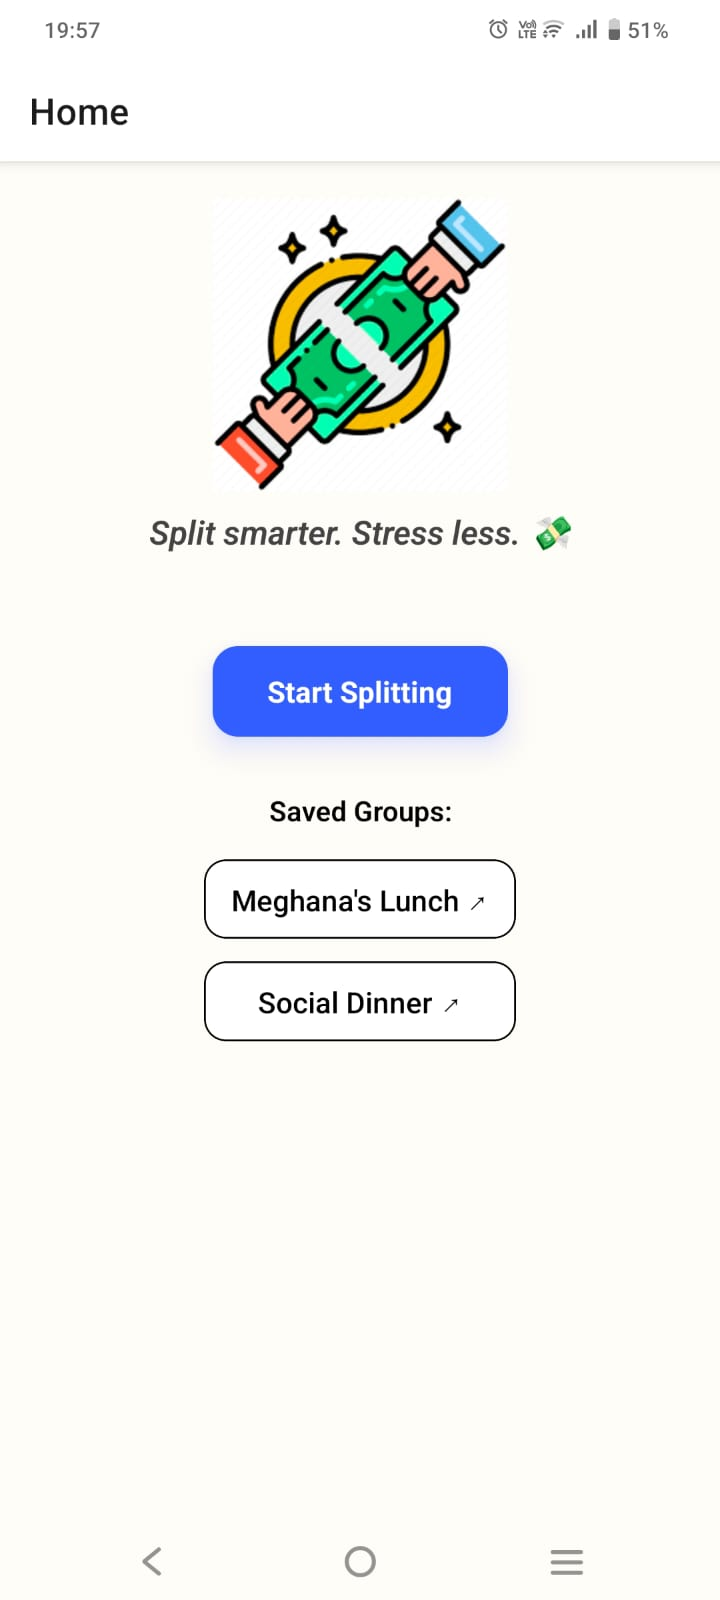 19:57 Vo) LTE 51%
Home
Split smarter. Stress less. 💸
Start Splitting
Saved Groups:
Meghana's Lunch ↗
Social Dinner ↗